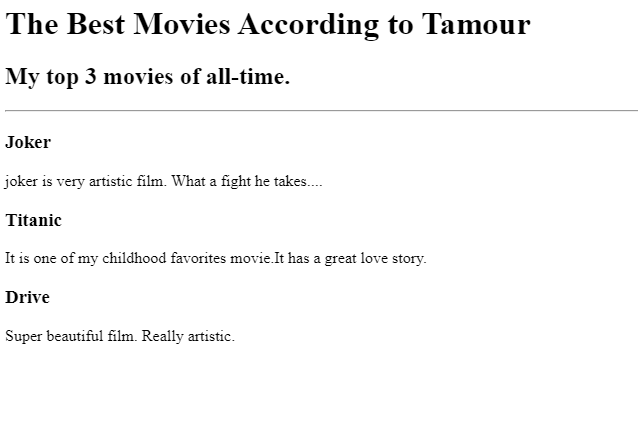 The Best Movies According to Tamour
My top 3 movies of all-time.
Joker
joker is very artistic film. What a fight he takes....
Titanic
It is one of my childhood favorites movie.It has a great love story.
Drive
Super beautiful film. Really artistic.